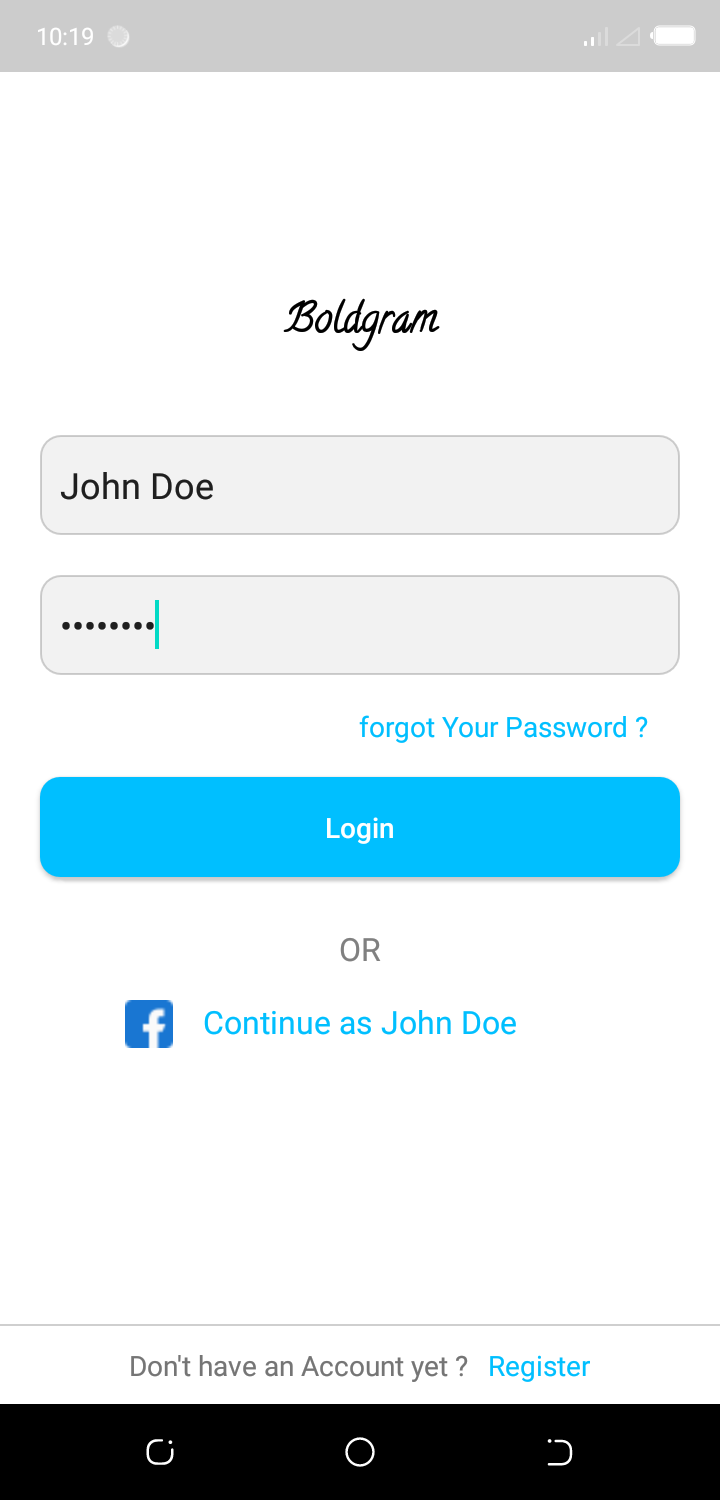 10:19
Boldgram
John Doe
••••••••
forgot Your Password ?
Login
OR
Continue as John Doe
Don't have an Account yet ? Register